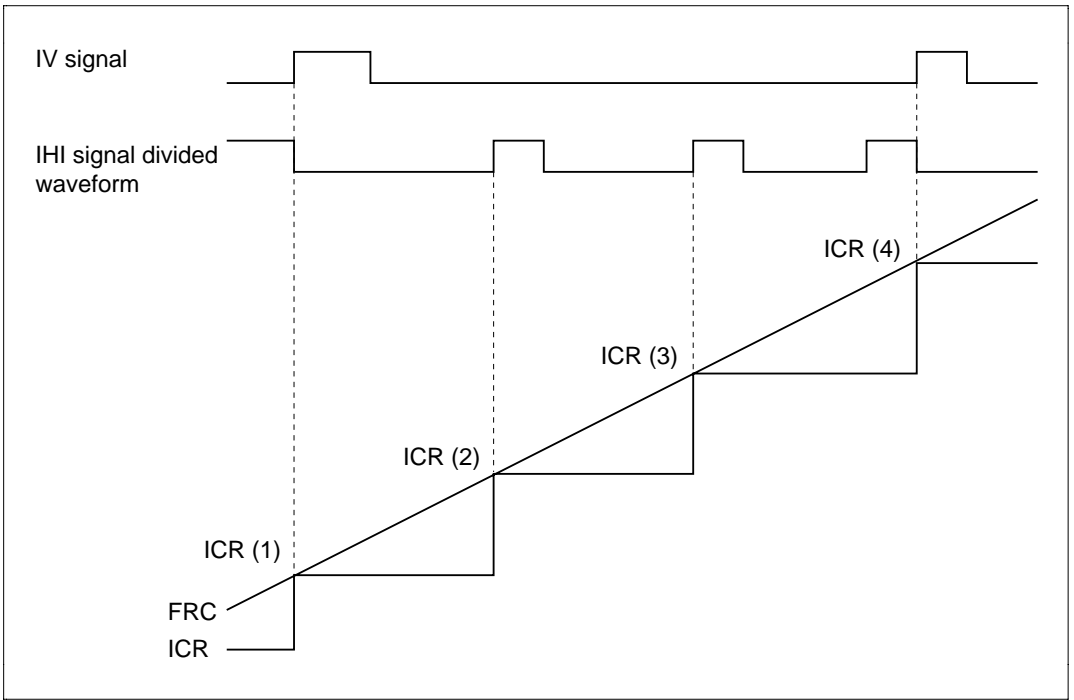 IV signal
IHI signal divided
waveform
ICR (4)
ICR (3)
ICR (2)
ICR (1)
FRC
ICR